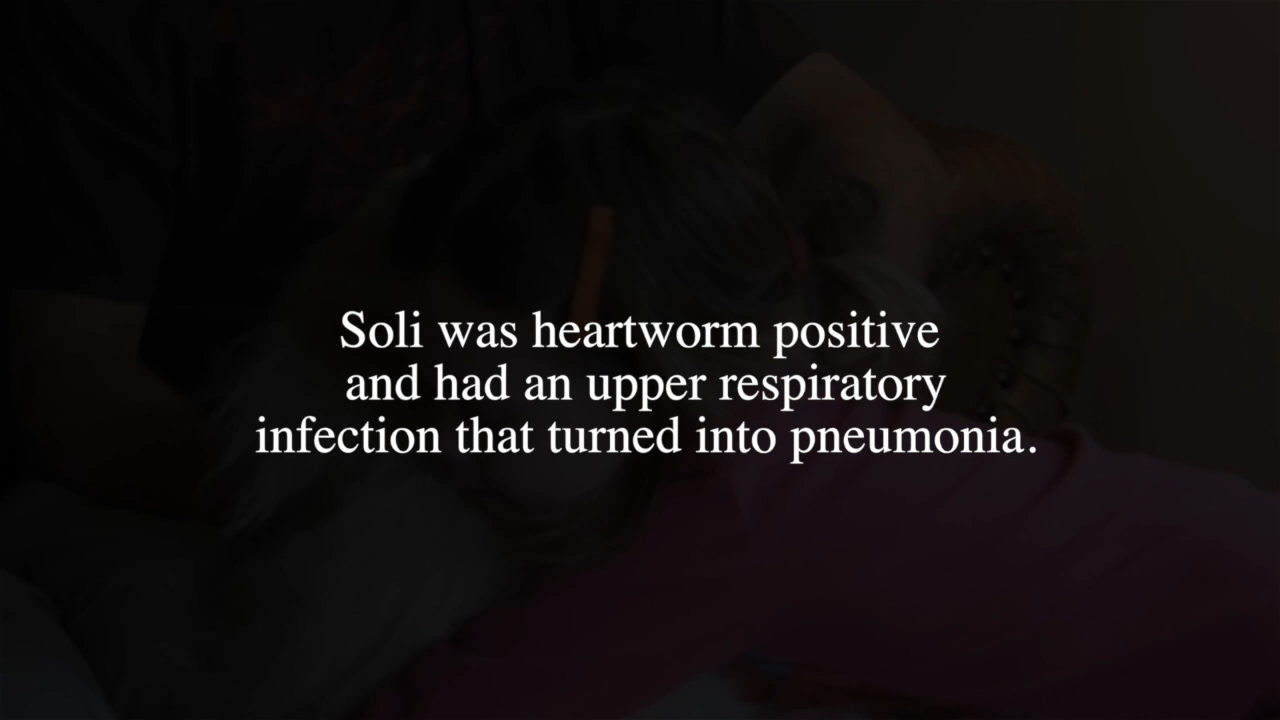 Soli was heartworm positive
and had an upper respiratory
infection that turned into pneumonia.